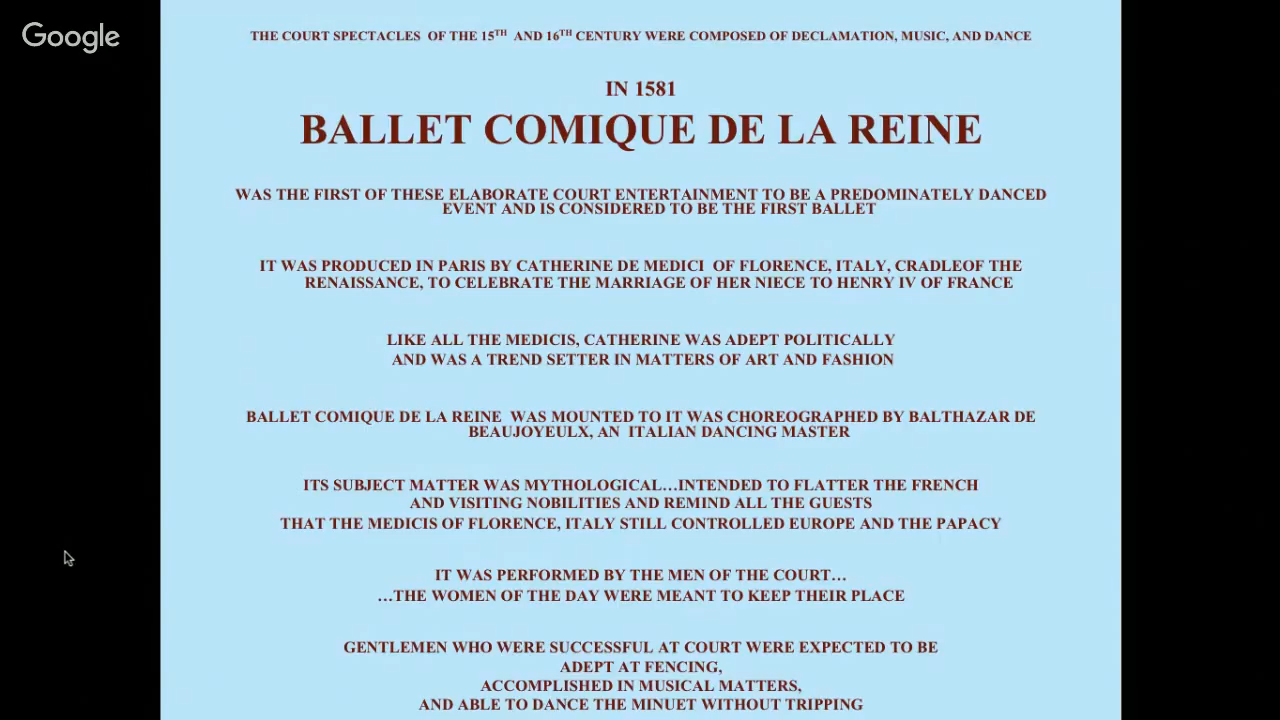 Google
THE COURT SPECTACLES OF THE 15TH AND 16TH CENTURY WERE COMPOSED OF DECLAMATION, MUSIC, AND DANCE
IN 1581
BALLET COMIQUE DE LA REINE
WAS THE FIRST OF THESE ELABORATE COURT ENTERTAINMENT TO BE A PREDOMINATELY DANCED
EVENT AND IS CONSIDERED TO BE THE FIRST BALLET
IT WAS PRODUCED IN PARIS BY CATHERINE DE MEDICI OF FLORENCE, ITALY, CRADLEOF THE
RENAISSANCE, TO CELEBRATE THE MARRIAGE OF HER NIECE TO HENRY IV OF FRANCE
LIKE ALL THE MEDICIS, CATHERINE WAS ADEPT POLITICALLY
AND WAS A TREND SETTER IN MATTERS OF ART AND FASHION
BALLET COMIQUE DE LA REINE WAS MOUNTED TO IT WAS CHOREOGRAPHED BY BALTHAZAR DE
BEAUJOYEULX, AN ITALIAN DANCING MASTER
ITS SUBJECT MATTER WAS MYTHOLOGICAL...INTENDED TO FLATTER THE FRENCH
AND VISITING NOBILITIES AND REMIND ALL THE GUESTS
THAT THE MEDICIS OF FLORENCE, ITALY STILL CONTROLLED EUROPE AND THE PAPACY
IT WAS PERFORMED BY THE MEN OF THE COURT...
...THE WOMEN OF THE DAY WERE MEANT TO KEEP THEIR PLACE
GENTLEMEN WHO WERE SUCCESSFUL AT COURT WERE EXPECTED TO BE
ADEPT AT FENCING,
ACCOMPLISHED IN MUSICAL MATTERS,
AND ABLE TO DANCE THE MINUET WITHOUT TRIPPING